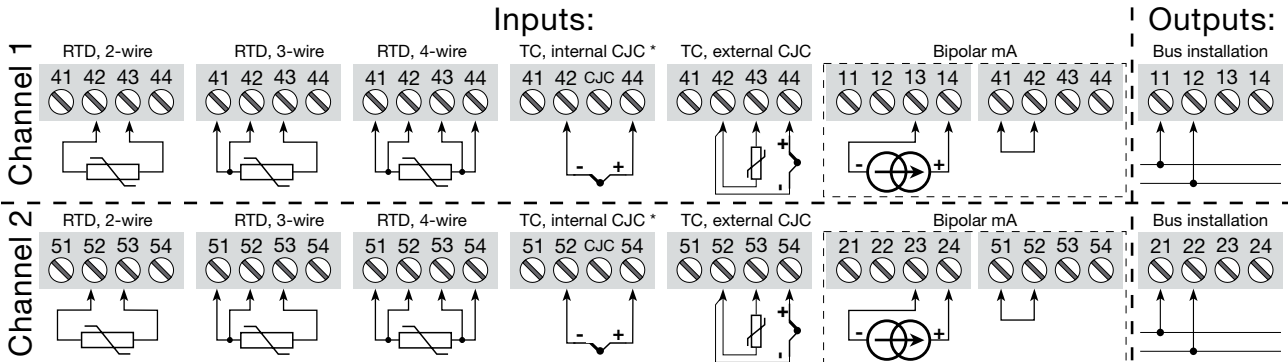 Inputs:
Outputs:
Channel 1
RTD, 2-wire
RTD, 3-wire
RTD, 4-wire
TC, internal CJC *
TC, external CJC
Bipolar mA
Bus installation
41 42 43 44
41 42 43 44
41 42 43 44
41 42 CJC 44
41 42 43 44
11 12 13 14
41 42 43 44
11 12 13 14
- +
+
-
- +
Channel 2
RTD, 2-wire
RTD, 3-wire
RTD, 4-wire
TC, internal CJC *
TC, external CJC
Bipolar mA
Bus installation
51 52 53 54
51 52 53 54
51 52 53 54
51 52 CJC 54
51 52 53 54
21 22 23 24
51 52 53 54
21 22 23 24
- +
+
-
- +